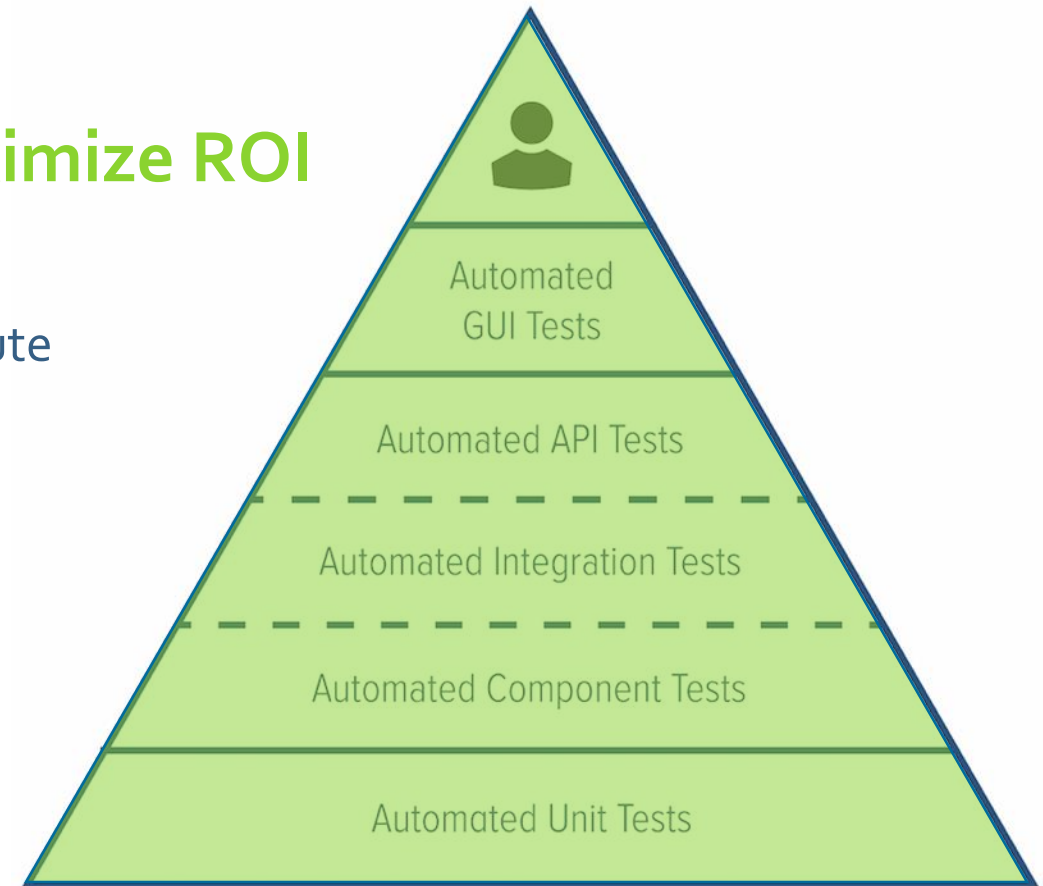 imize ROI
ute
Automated
GUI Tests
Automated API Tests
Automated Integration Tests
Automated Component Tests
Automated Unit Tests